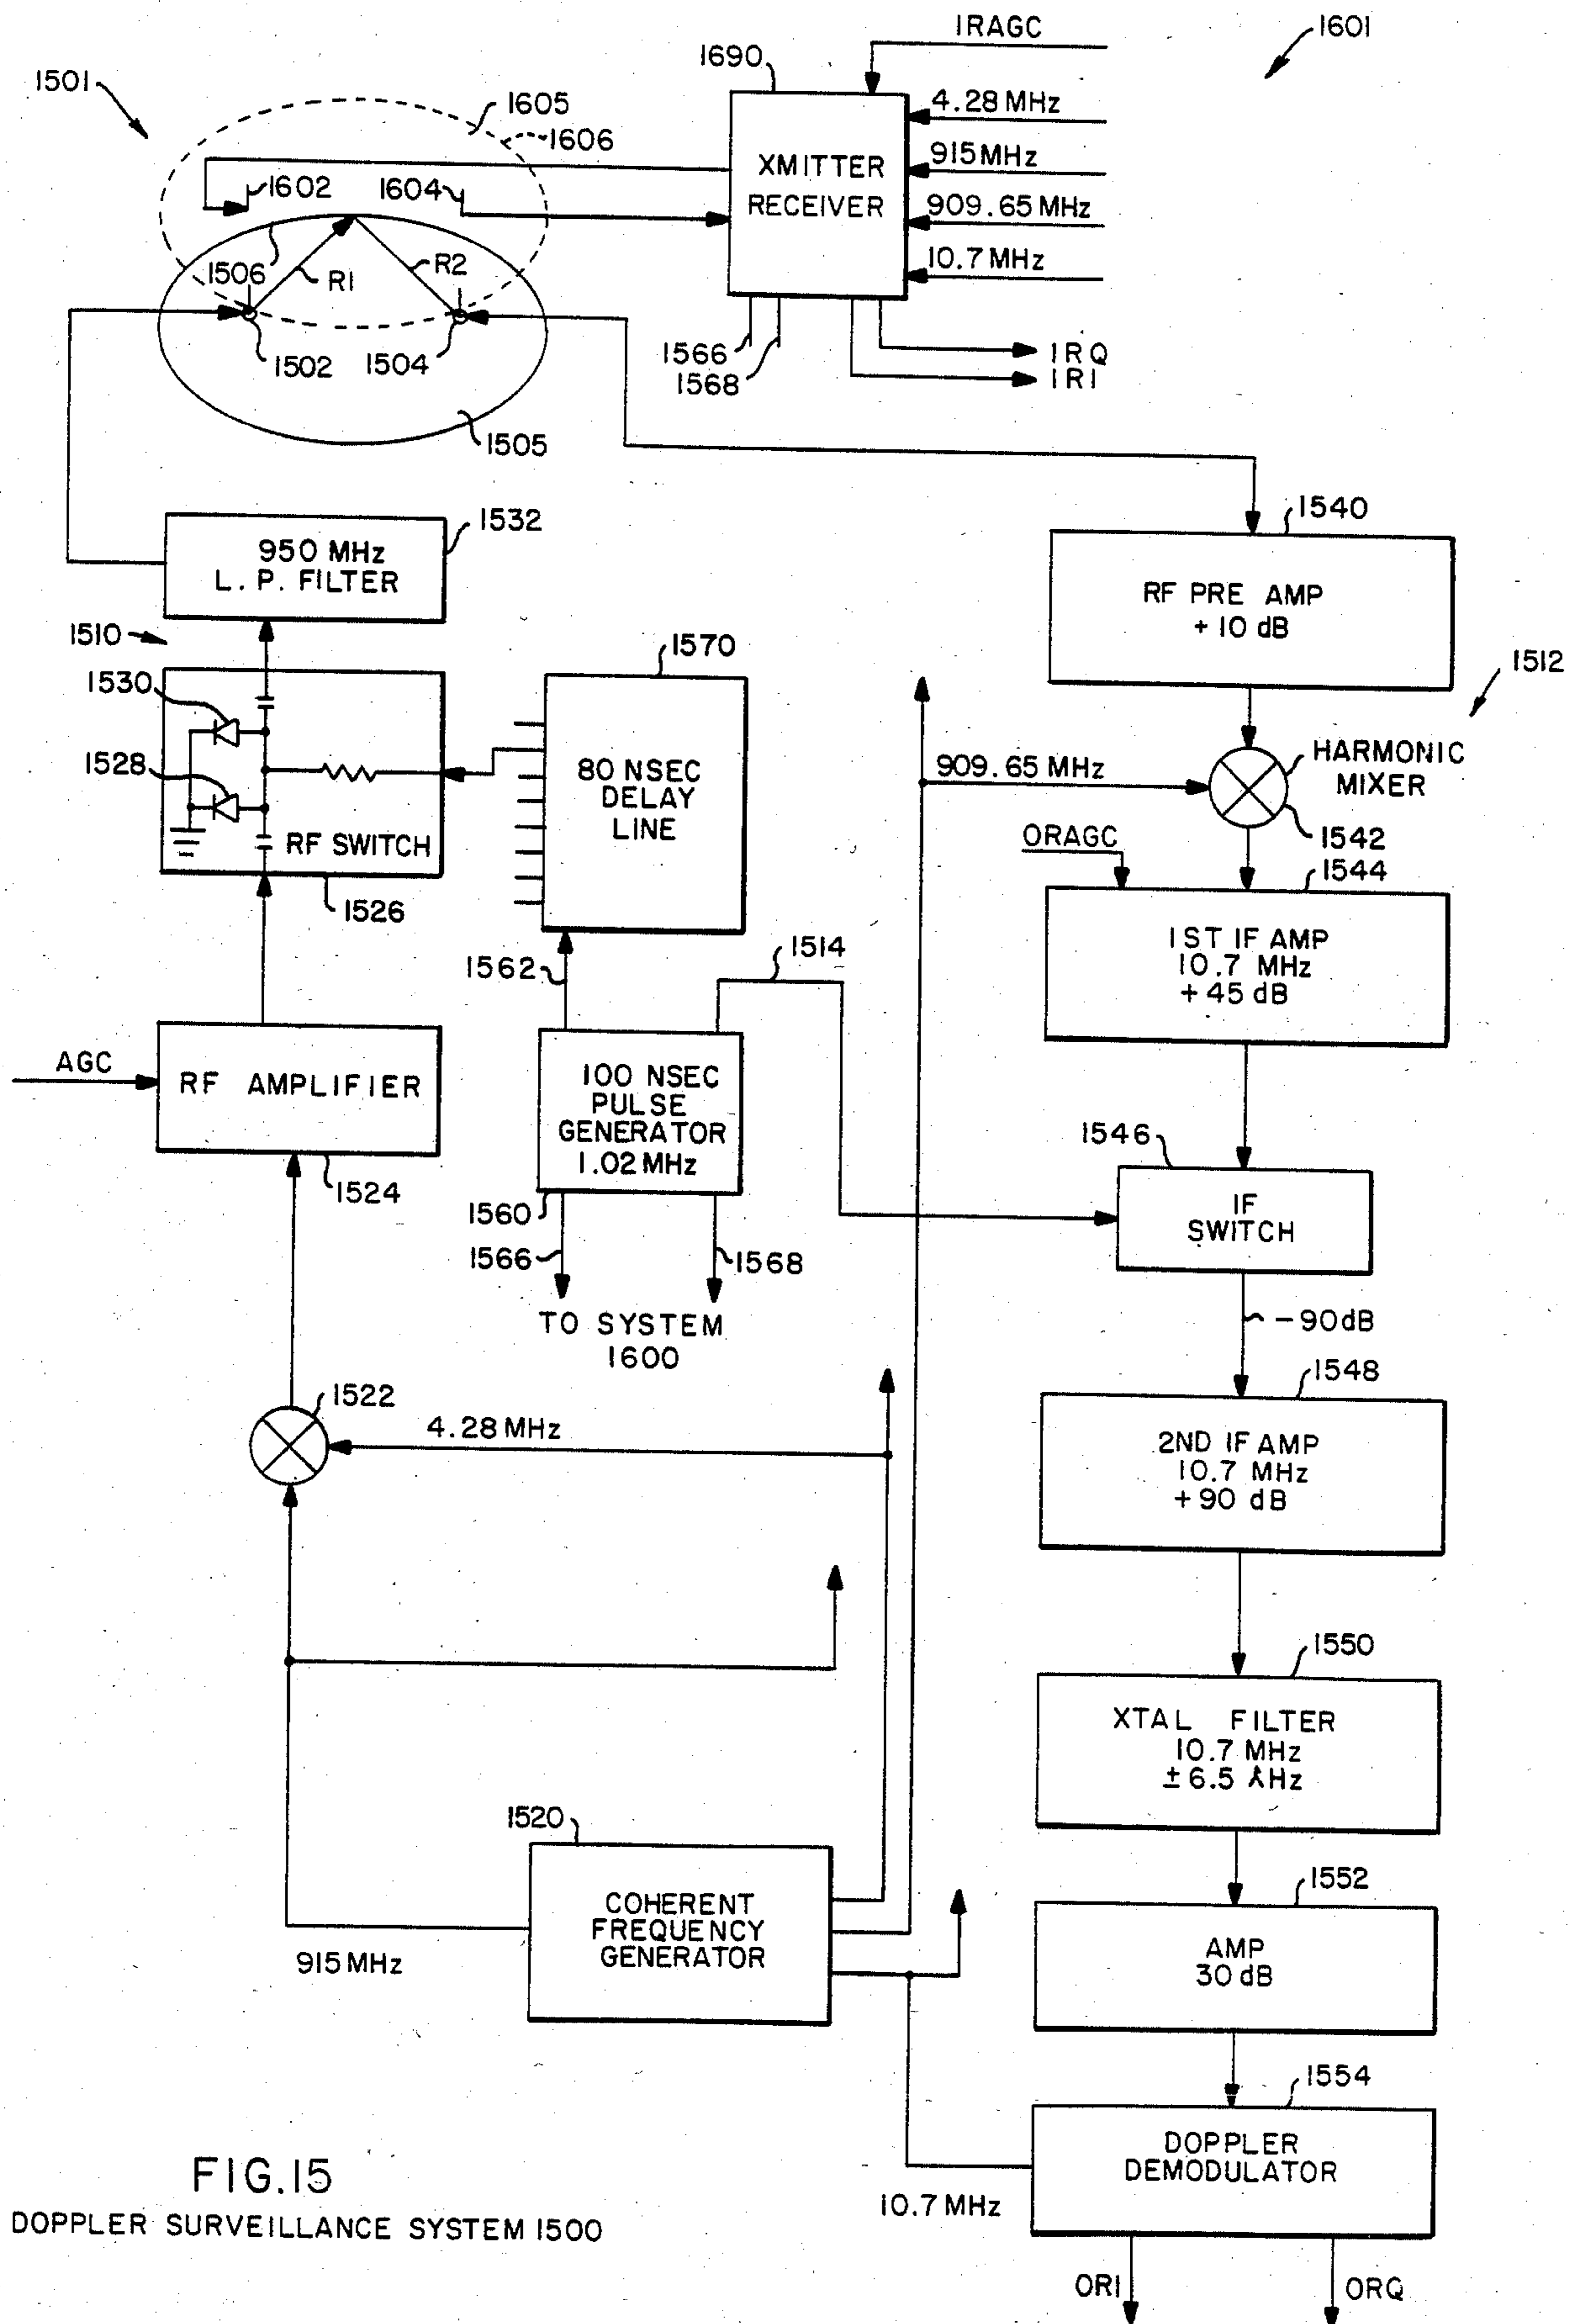 IRAGC
1601
1690
1501
1605
1606
4.28 MHz
915 MHz
909.65 MHz
10.7 MHz
XMITTER
RECEIVER
1602
1604
1506
R1
R2
1502
1504
1505
1566
1568
IRQ
IRI
1532
950 MHz
L. P. FILTER
1540
RF PRE AMP
+ 10 dB
1510
1512
1530
1528
RF SWITCH
1526
1570
80 NSEC
DELAY
LINE
909.65 MHz
HARMONIC
MIXER
1542
ORAGC
1544
1ST IF AMP
10.7 MHz
+ 45 dB
1562
1514
AGC
RF AMPLIFIER
1524
100 NSEC
PULSE
GENERATOR
1.02 MHz
1560
1566
1568
TO SYSTEM
1600
1546
IF
SWITCH
- 90 dB
1548
2ND IF AMP
10.7 MHz
+ 90 dB
1522
4.28 MHz
1550
XTAL FILTER
10.7 MHz
± 6.5 kHz
1520
COHERENT
FREQUENCY
GENERATOR
915 MHz
1552
AMP
30 dB
1554
DOPPLER
DEMODULATOR
10.7 MHz
ORI
ORQ
FIG. 15
DOPPLER SURVEILLANCE SYSTEM 1500